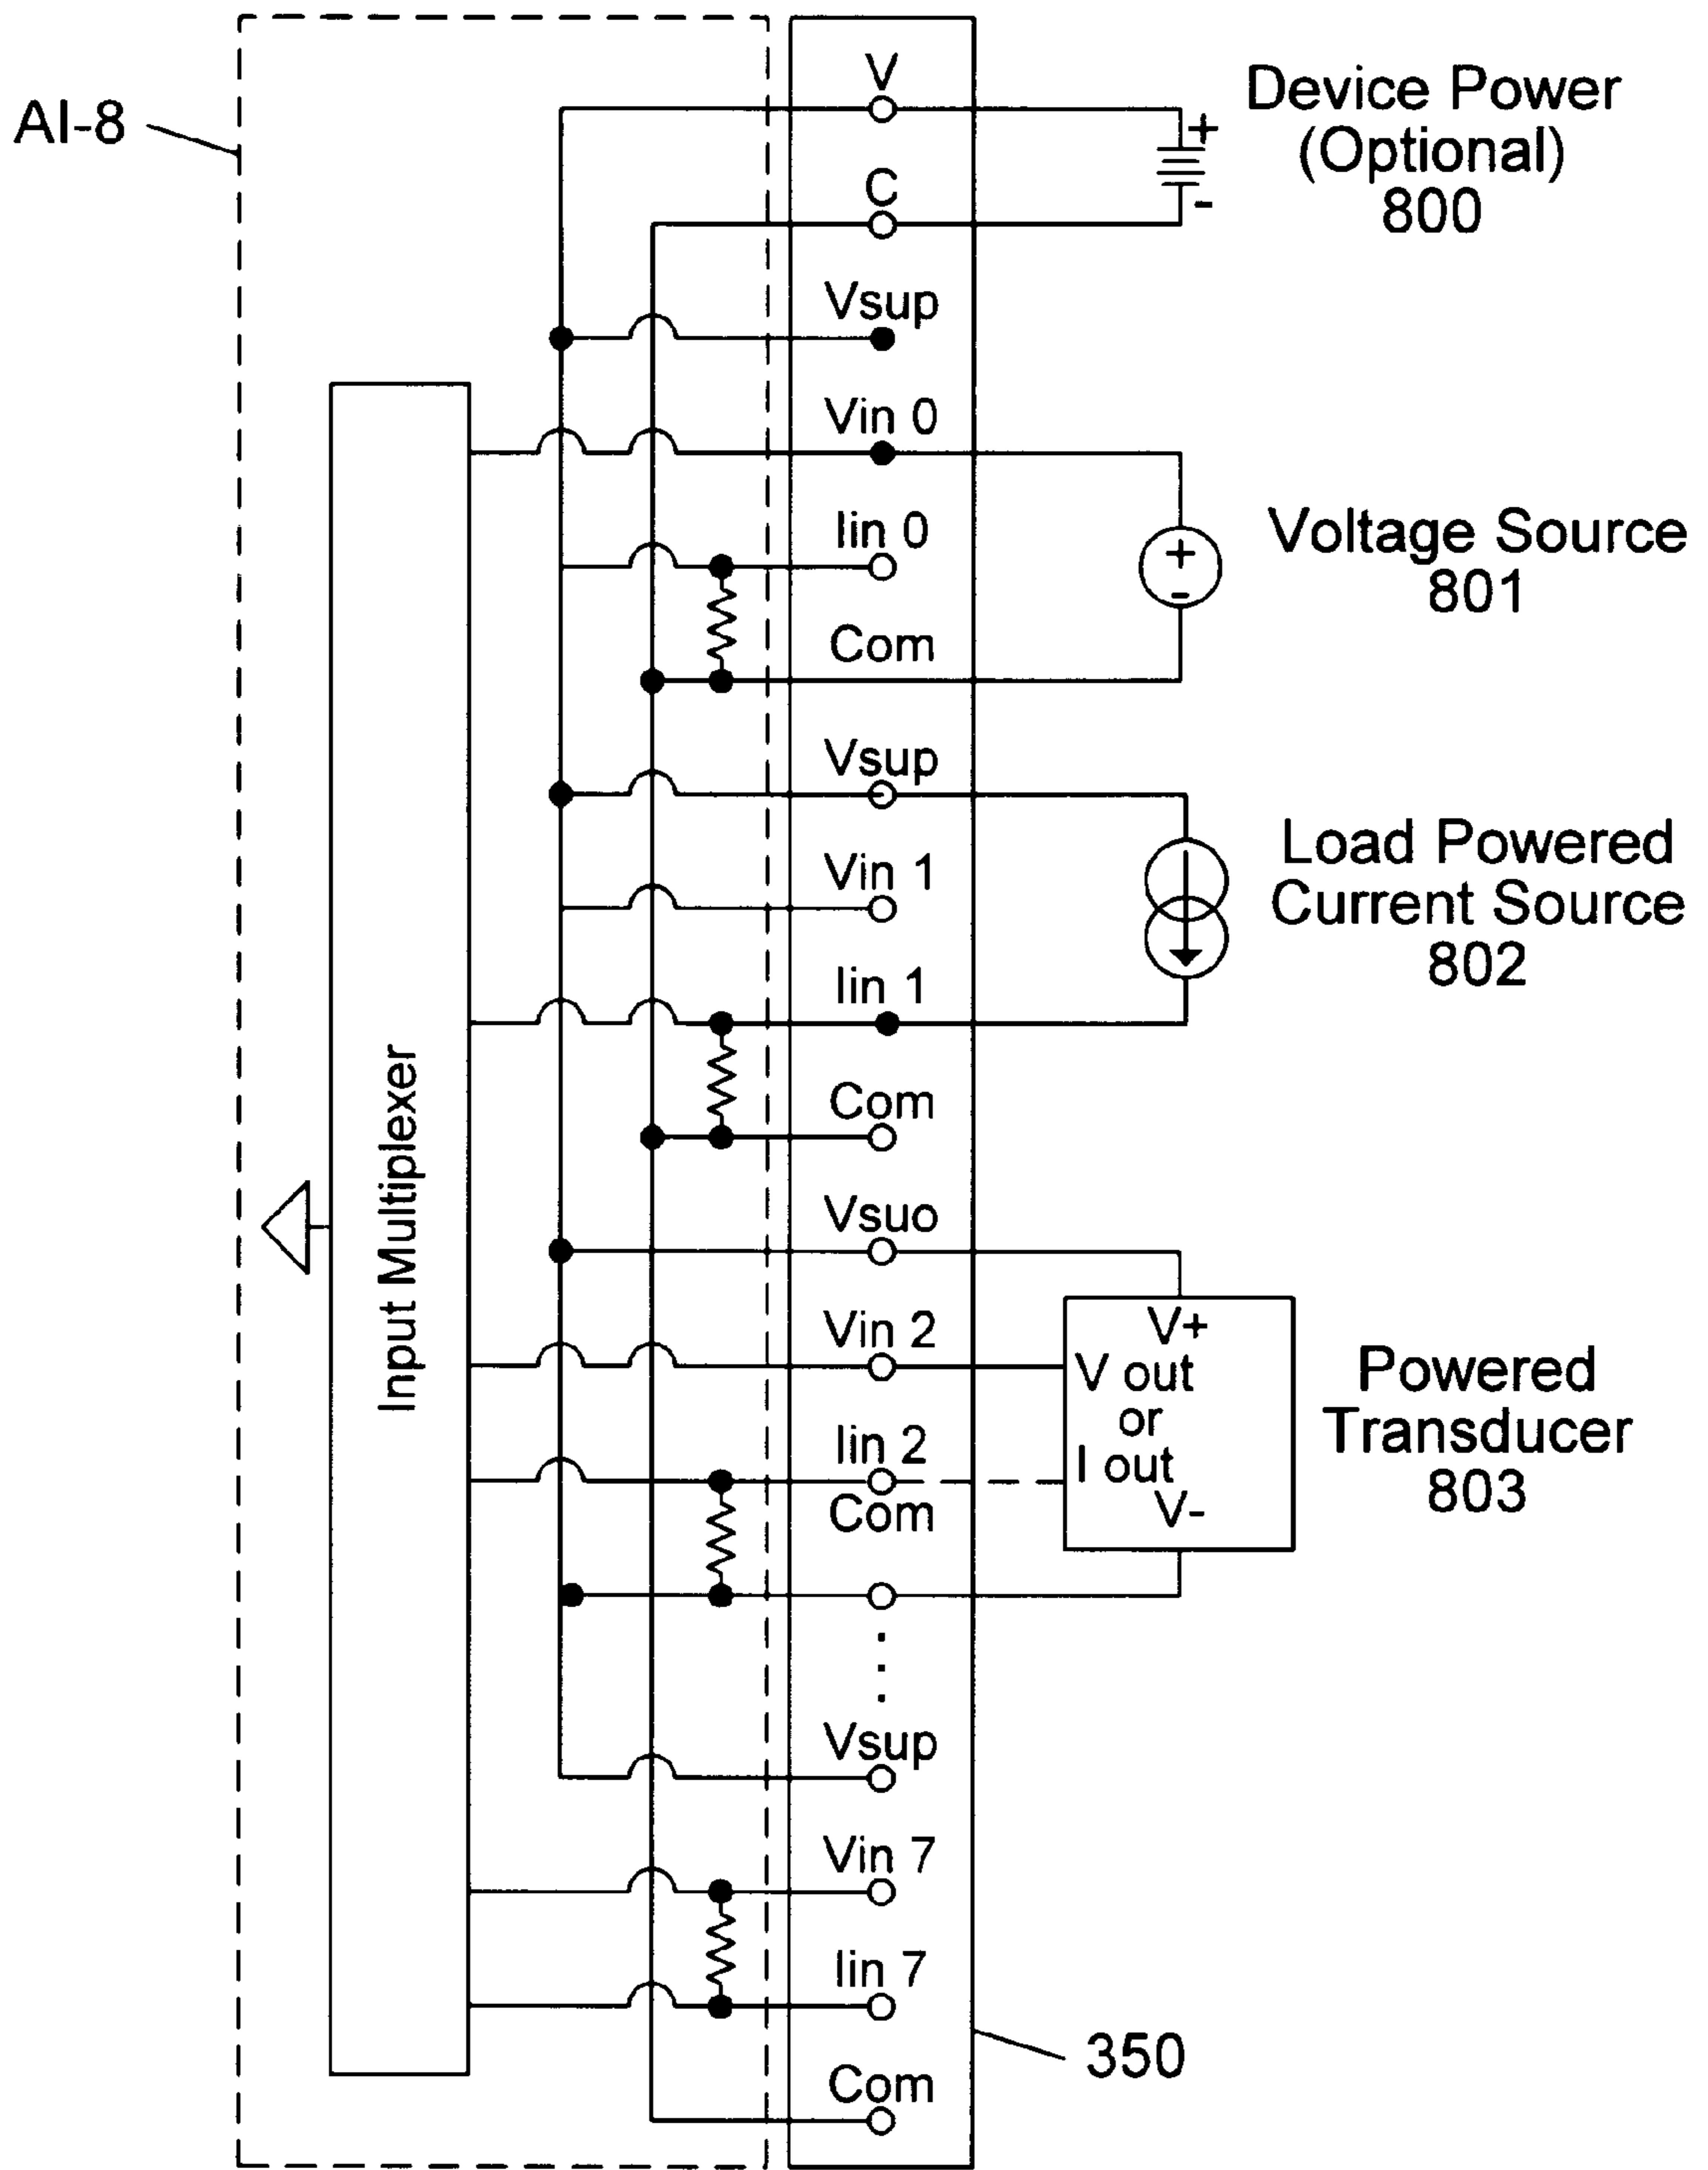 AI-8
V
Device Power
(Optional)
800
+
-
C
Vsup
Vin 0
Iin 0
Voltage Source
801
+
-
Com
Vsup
Vin 1
Load Powered
Current Source
802
Iin 1
Com
Input Multiplexer
Vsuo
Vin 2
V+
V out
or
I out
V-
Powered
Transducer
803
Iin 2
Com
Vsup
Vin 7
Iin 7
350
Com